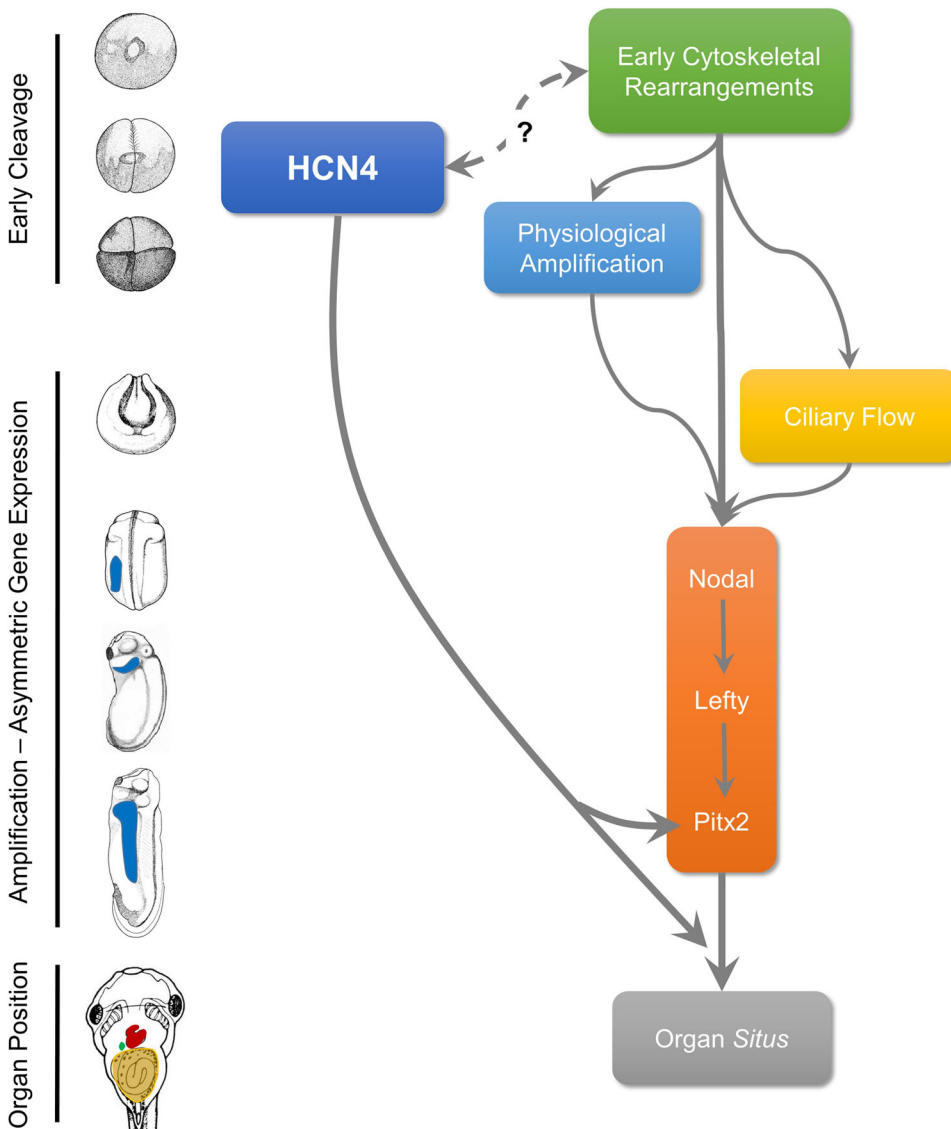 Early Cleavage
Early Cytoskeletal
Rearrangements
?
HCN4
Physiological
Amplification
Amplification – Asymmetric Gene Expression
Ciliary Flow
Nodal
Lefty
Pitx2
Organ Position
Organ Situs